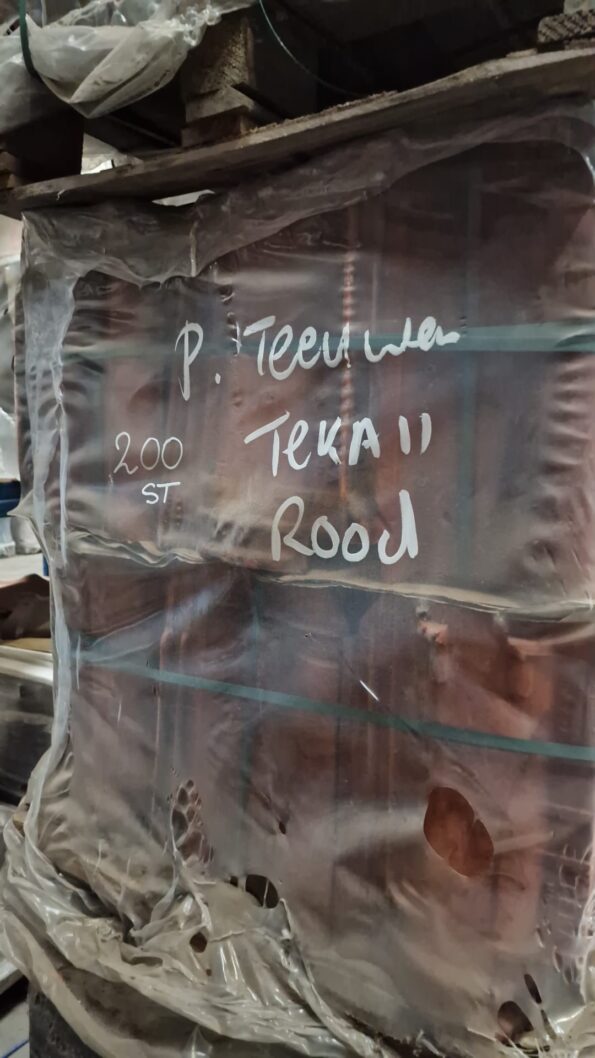 P. Teeuwen
200 TEKA 11
ST
ROOd